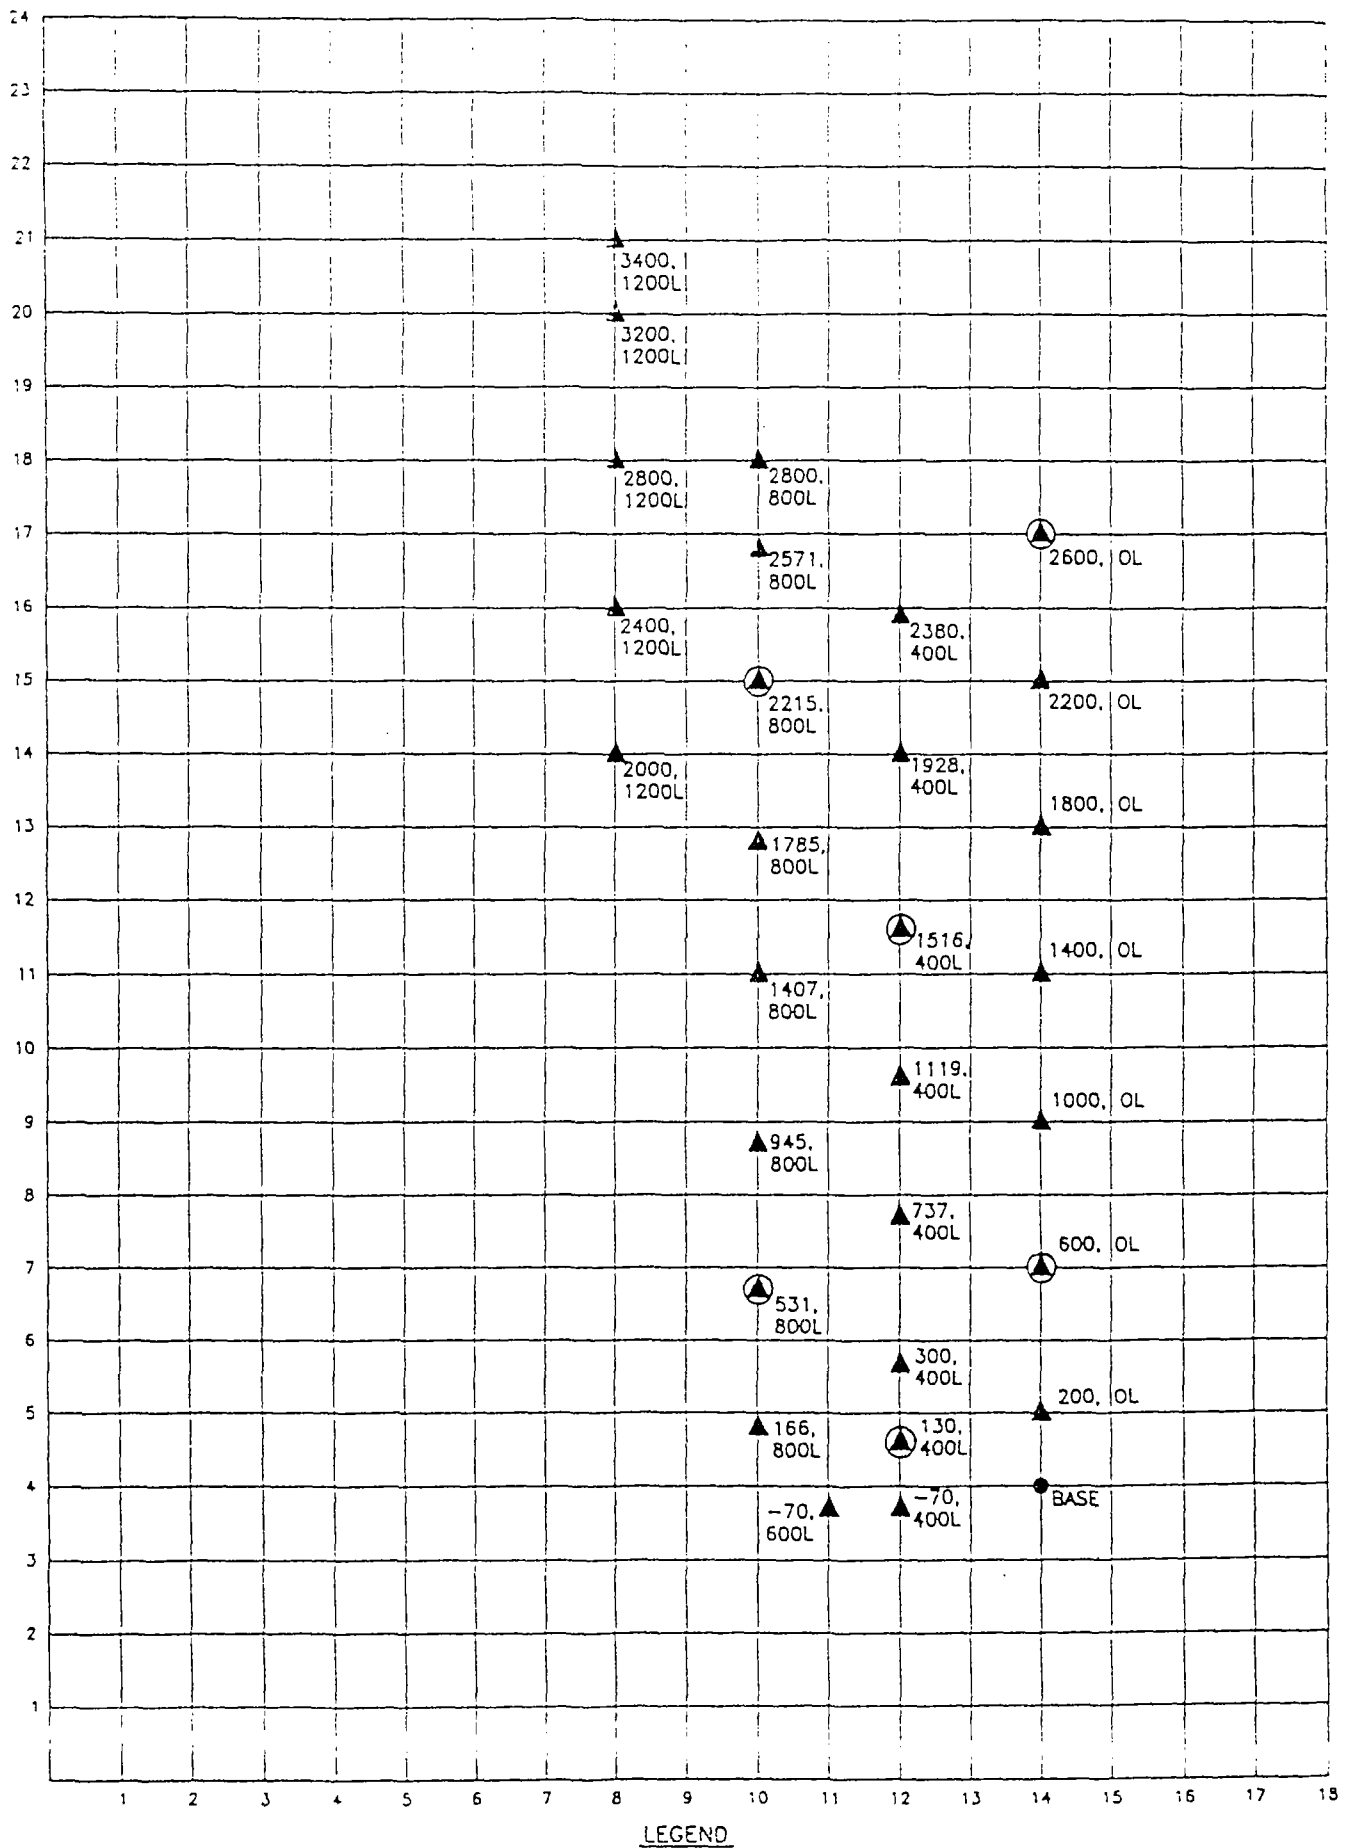 24
23
22
21
3400,
1200L
20
3200,
1200L
19
18
2800,
1200L
2800,
800L
17
2571,
800L
2600, OL
16
2400,
1200L
2380,
400L
15
2215,
800L
2200, OL
14
2000,
1200L
1928,
400L
1800, OL
13
1785,
800L
12
1516,
400L
1400, OL
11
1407,
800L
10
1119,
400L
1000, OL
9
945,
800L
8
737,
400L
600, OL
7
531,
800L
6
300,
400L
200, OL
5
166,
800L
130,
400L
4
BASE
-70,
600L
-70,
400L
3
2
1
1 2 3 4 5 6 7 8 9 10 11 12 13 14 15 16 17 18
LEGEND